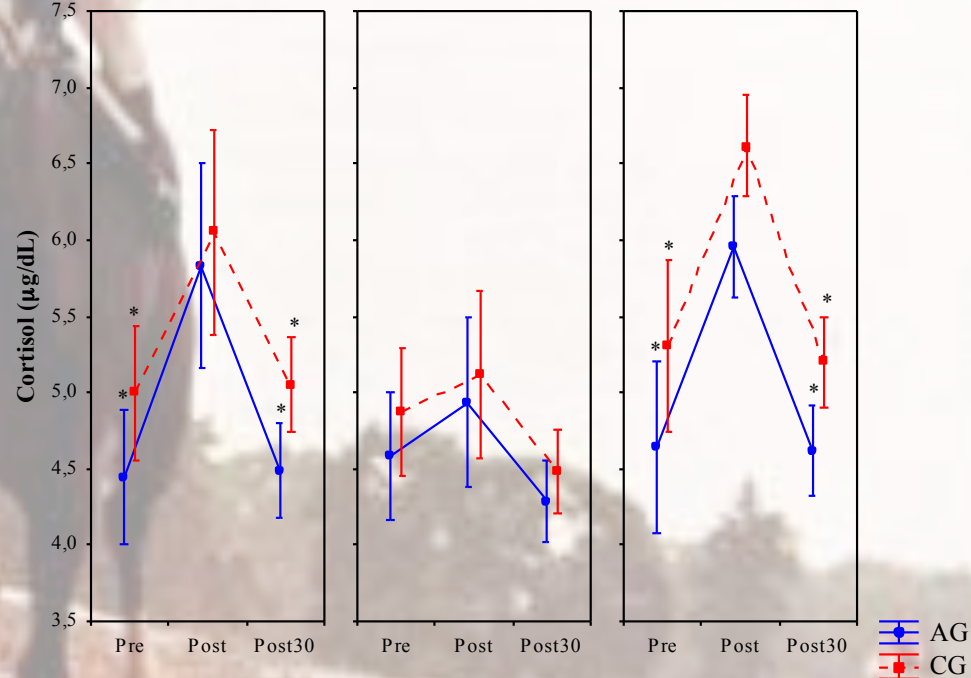 Cortisol (µg/dL)
7,5
7,0
6,5
6,0
5,5
5,0
4,5
4,0
3,5
* * * *
* * * *
Pre Post Post30
Pre Post Post30
Pre Post Post30
AG
CG